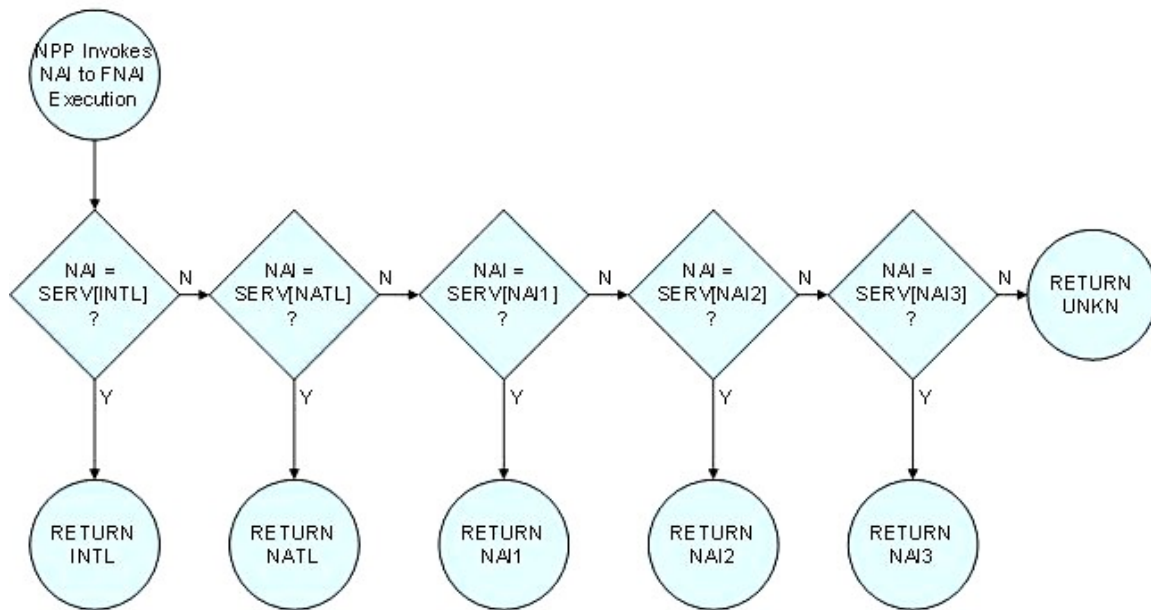 NPP Invokes
NAI to FNAI
Execution
NAI =
SERV[INTL]
?
N
NAI =
SERV[NATL]
?
N
NAI =
SERV[NAI1]
?
N
NAI =
SERV[NAI2]
?
N
NAI =
SERV[NAI3]
?
N
RETURN
UNKN
Y
Y
Y
Y
Y
RETURN
INTL
RETURN
NATL
RETURN
NAI1
RETURN
NAI2
RETURN
NAI3